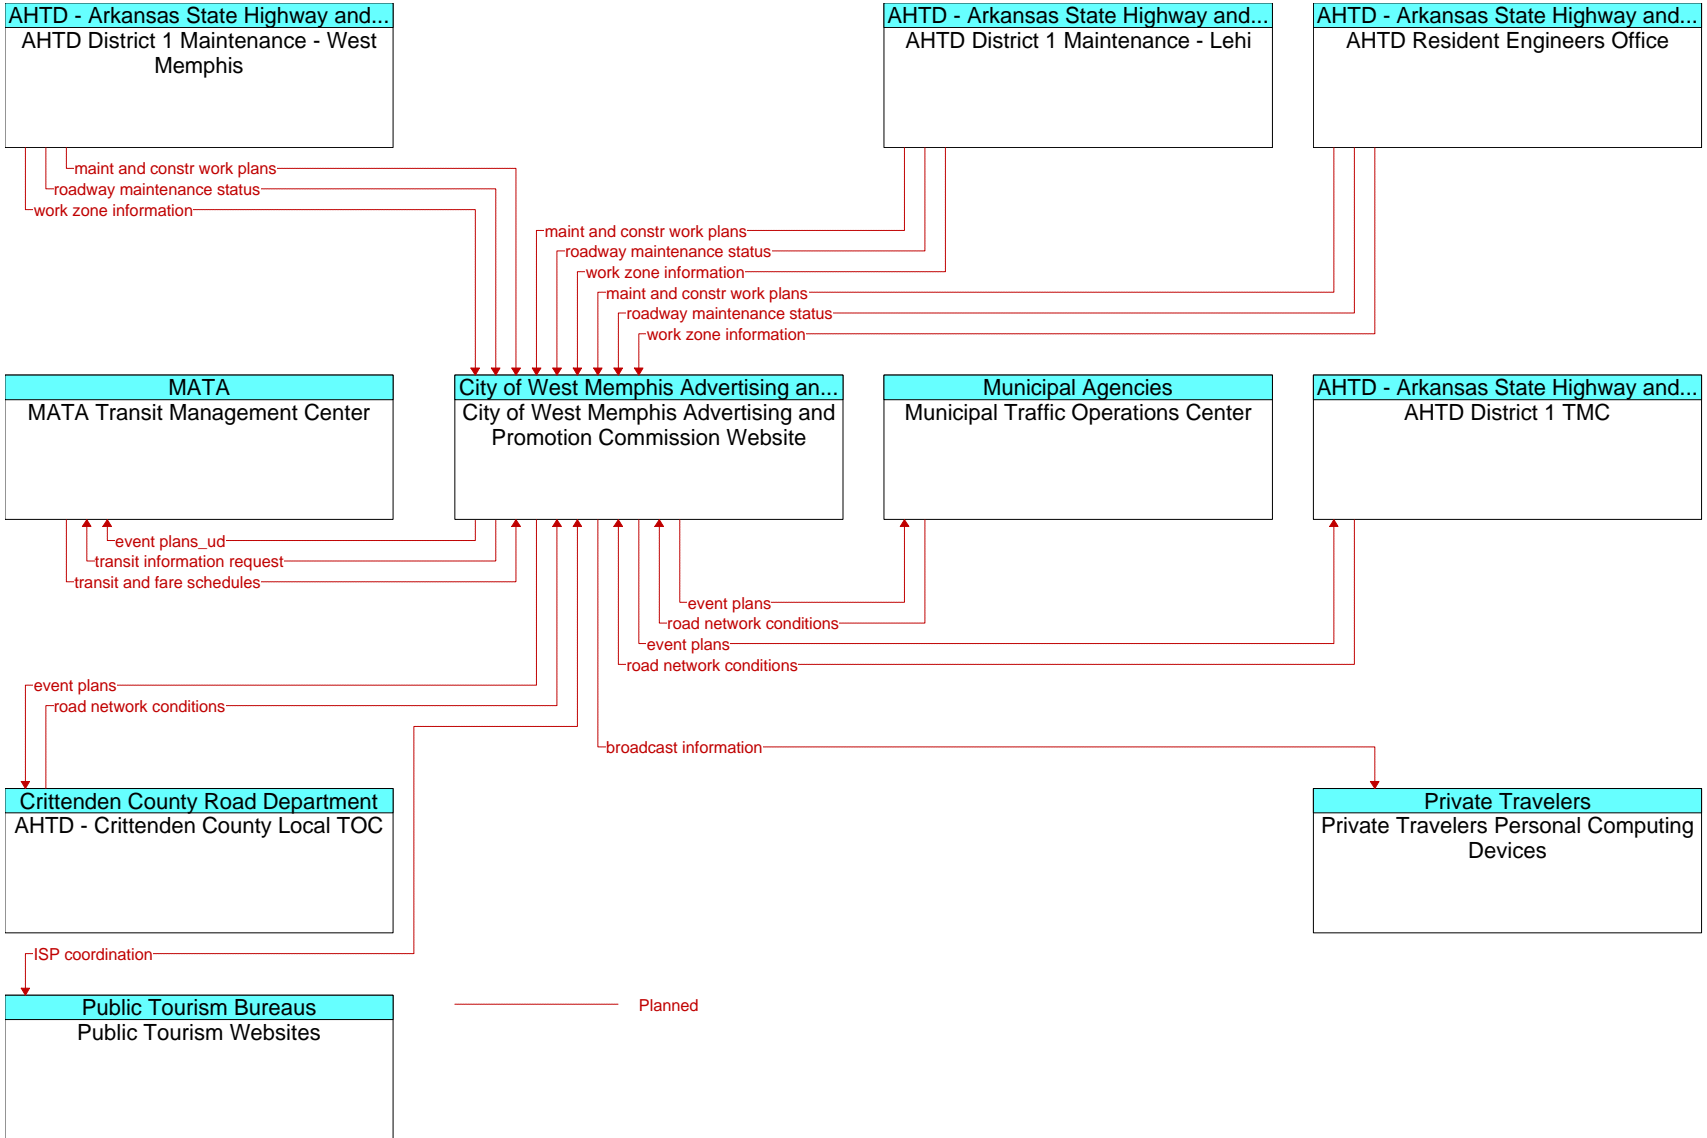 AHTD - Arkansas State Highway and...
AHTD District 1 Maintenance - West
Memphis
AHTD - Arkansas State Highway and...
AHTD District 1 Maintenance - Lehi
AHTD - Arkansas State Highway and...
AHTD Resident Engineers Office
maint and constr work plans
roadway maintenance status
work zone information
maint and constr work plans
roadway maintenance status
work zone information
maint and constr work plans
roadway maintenance status
work zone information
MATA
MATA Transit Management Center
City of West Memphis Advertising an...
City of West Memphis Advertising and
Promotion Commission Website
Municipal Agencies
Municipal Traffic Operations Center
AHTD - Arkansas State Highway and...
AHTD District 1 TMC
event plans_ud
transit information request
transit and fare schedules
event plans
road network conditions
event plans
road network conditions
event plans
road network conditions
broadcast information
Crittenden County Road Department
AHTD - Crittenden County Local TOC
Private Travelers
Private Travelers Personal Computing
Devices
ISP coordination
Public Tourism Bureaus
Public Tourism Websites
Planned